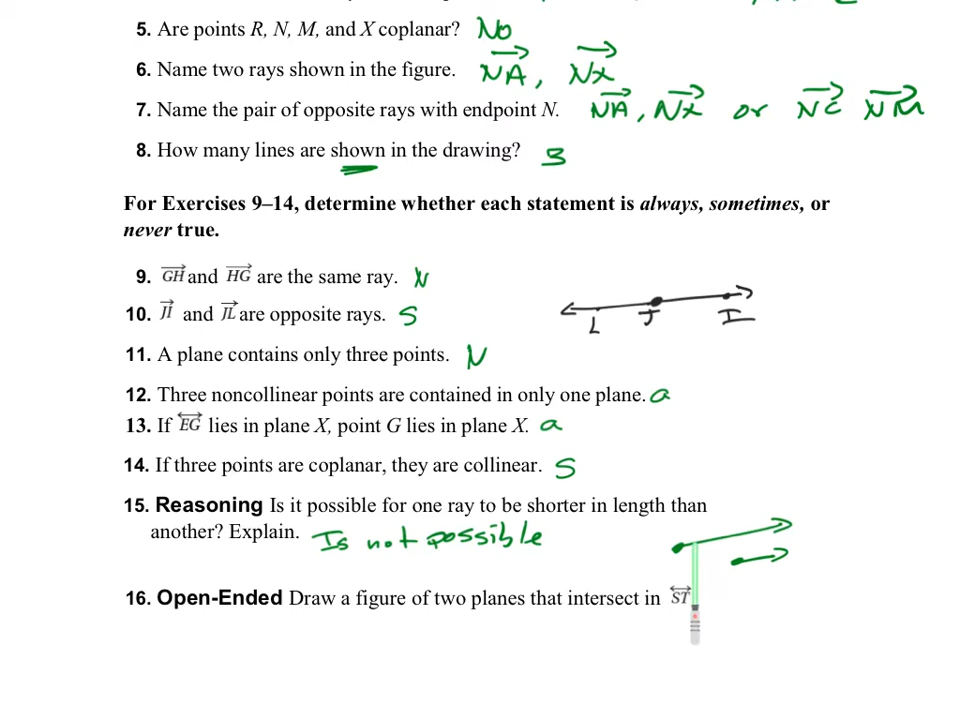 5. Are points R, N, M, and X coplanar? No
6. Name two rays shown in the figure. NA, NX
7. Name the pair of opposite rays with endpoint N. NA, NX or NC NM
8. How many lines are shown in the drawing? 3
For Exercises 9–14, determine whether each statement is always, sometimes, or
never true.
9. GH and HG are the same ray. N
10. JI and JL are opposite rays. S
L J I
11. A plane contains only three points. N
12. Three noncollinear points are contained in only one plane. a
13. If EG lies in plane X, point G lies in plane X. a
14. If three points are coplanar, they are collinear. S
15. Reasoning Is it possible for one ray to be shorter in length than
another? Explain. Is not possible
16. Open-Ended Draw a figure of two planes that intersect in ST